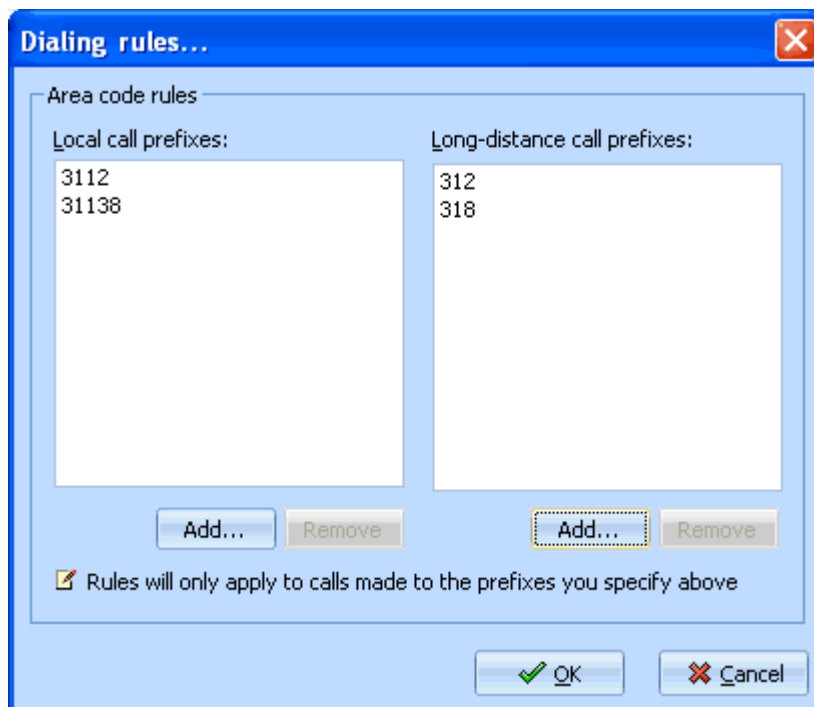 Dialing rules...
Area code rules
Local call prefixes:
Long-distance call prefixes:
3112
31138
312
318
Add...
Remove
Add...
Remove
Rules will only apply to calls made to the prefixes you specify above
OK
Cancel